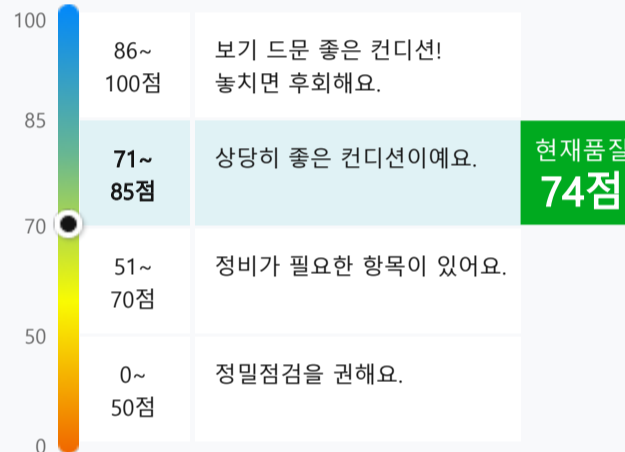 100
86~
100점
보기 드문 좋은 컨디션!
놓치면 후회해요.
85
71~
85점
상당히 좋은 컨디션이예요.
현재품질
74점
70
51~
70점
정비가 필요한 항목이 있어요.
50
0~
50점
정밀점검을 권해요.
0